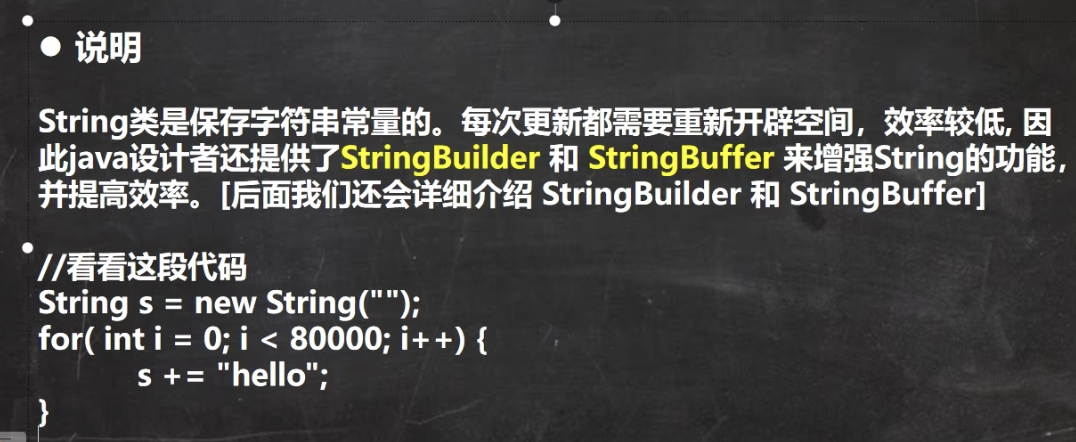 ● 说明
String类是保存字符串常量的。每次更新都需要重新开辟空间，效率较低, 因
此java设计者还提供了StringBuilder 和 StringBuffer 来增强String的功能，
并提高效率。[后面我们还会详细介绍 StringBuilder 和 StringBuffer]
//看看这段代码
String s = new String("");
for( int i = 0; i < 80000; i++) {
s += "hello";
}